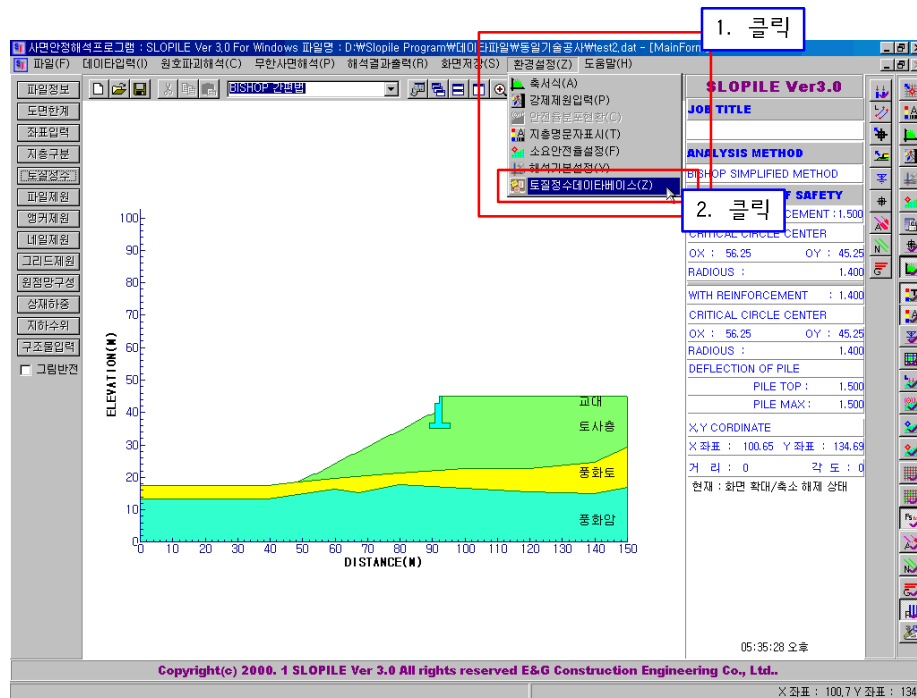 1. 클릭
사면안정해석프로그램 : SLOPILE Ver 3,0 For Windows 파일명 : D:₩Slopile Program₩데이타파일₩동일기술공사₩test2,dat - [MainForm
파일(F) 데이타입력(I) 원호파괴해석(C) 무한사면해석(P) 해석결과출력(R) 화면저장(S) 환경설정(Z) 도움말(H)
BISHOP 간편법
축서식(A)
강제제원입력(P)
안전율분포현황(C)
지층명문자표시(T)
소요안전율설정(F)
해석기본설정(Y)
토질정수데이타베이스(Z)
2. 클릭
파일정보
도면한계
좌표입력
지층구분
토질정수
파일제원
앵커제원
네일제원
그리드제원
원점망구성
상재하중
지하수위
구조물입력
그림반전
SLOPILE Ver3.0
JOB TITLE
ANALYSIS METHOD
BISHOP SIMPLIFIED METHOD
F SAFETY
CEMENT : 1.500
CRITICAL CIRCLE CENTER
OX : 56.25 OY : 45.25
RADIOUS : 1.400
WITH REINFORCEMENT : 1.400
CRITICAL CIRCLE CENTER
OX : 56.25 OY : 45.25
RADIOUS : 1.400
DEFLECTION OF PILE
PILE TOP : 1.500
PILE MAX : 1.500
X,Y CORDINATE
X 좌표 : 100.65 Y 좌표 : 134.69
거 리 : 0 각 도 : 0
현재 : 화면 확대/축소 해제 상태
05:35:28 오후
ELEVATION(M)
100
90
80
70
60
50
40
30
20
10
0
교대
토사층
풍화토
풍화암
0 10 20 30 40 50 60 70 80 90 100 110 120 130 140 150
DISTANCE(M)
Copyright(c) 2000. 1 SLOPILE Ver 3.0 All rights reserved E&G Construction Engineering Co., Ltd..
X 좌표 : 100,7 Y 좌표 : 134